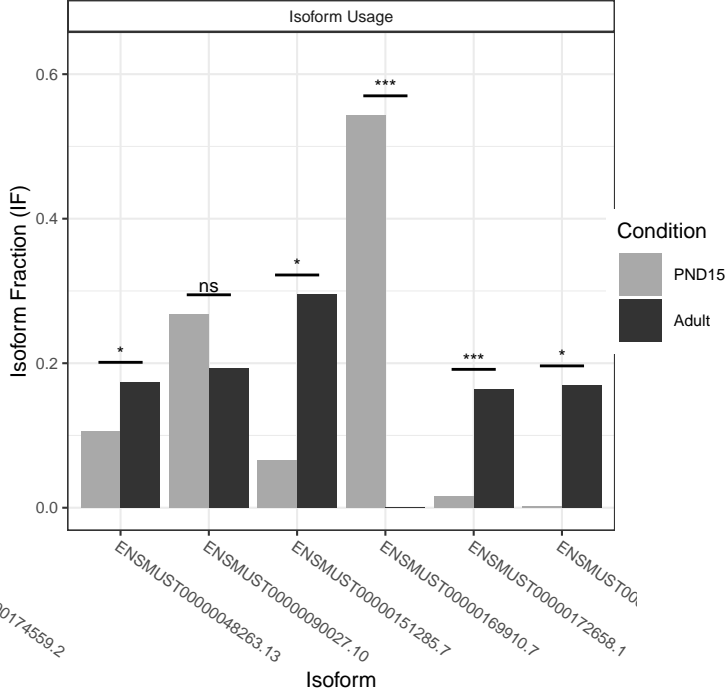 Isoform Usage
Isoform Fraction (IF)
0.6
0.4
0.2
0.0
***
*
ns
*
***
*
Condition
PND15
Adult
ENSMUST00000048263.13
ENSMUST00000090027.10
ENSMUST00000151285.7
ENSMUST00000169910.7
ENSMUST00000172658.1
ENSMUST00
00174559.2
Isoform